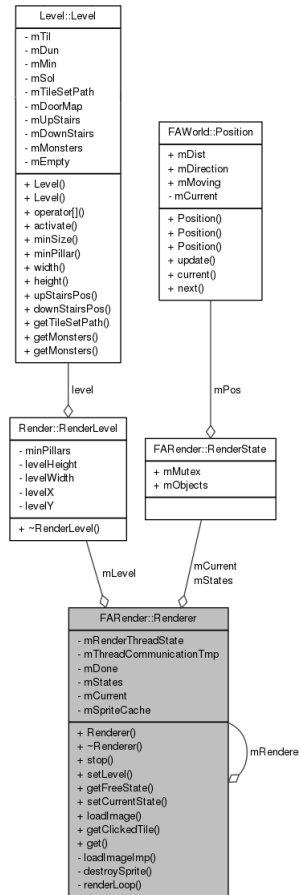 Level::Level
- mTil
- mDun
- mMin
- mSol
- mTileSetPath
- mDoorMap
- mUpStairs
- mDownStairs
- mMonsters
- mEmpty
+ Level()
+ Level()
+ operator[]()
+ activate()
+ minSize()
+ minPillar()
+ width()
+ height()
+ upStairsPos()
+ downStairsPos()
+ getTileSetPath()
+ getMonsters()
+ getMonsters()
FAWorld::Position
+ mDist
+ mDirection
+ mMoving
- mCurrent
+ Position()
+ Position()
+ Position()
+ update()
+ current()
+ next()
level
mPos
Render::RenderLevel
- minPillars
- levelHeight
- levelWidth
- levelX
- levelY
+ ~RenderLevel()
FARender::RenderState
+ mMutex
+ mObjects
mLevel
mCurrent
mStates
FARender::Renderer
- mRenderThreadState
- mThreadCommunicationTmp
- mDone
- mStates
- mCurrent
- mSpriteCache
+ Renderer()
+ ~Renderer()
+ stop()
+ setLevel()
+ getFreeState()
+ setCurrentState()
+ loadImage()
+ getClickedTile()
+ get()
- loadImageImp()
- destroySprite()
- renderLoop()
mRenderer